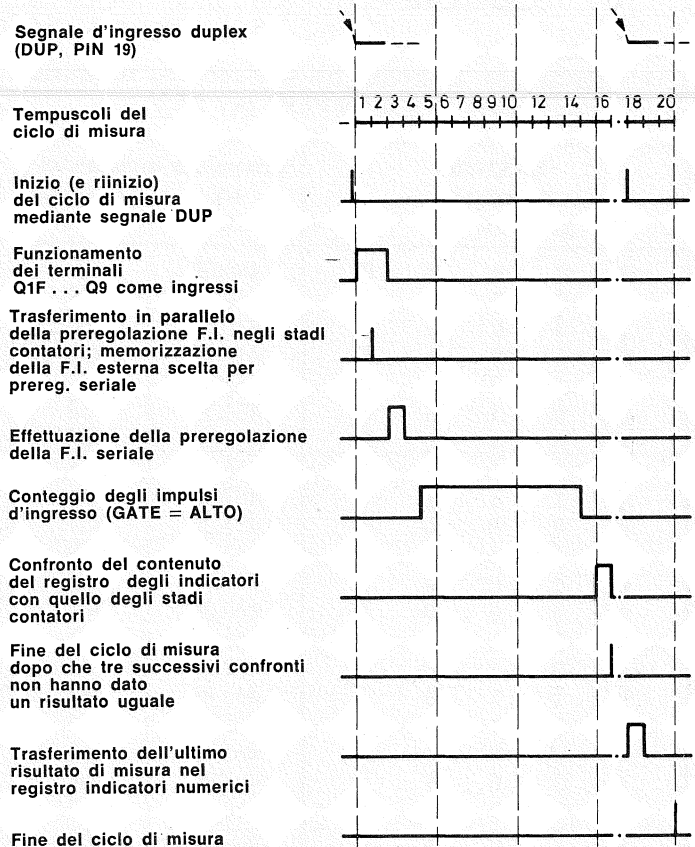 Segnale d'ingresso duplex
(DUP, PIN 19)
Tempuscoli del
ciclo di misura
1 2 3 4 5 6 7 8 9 10 12 14 16 18 20
Inizio (e riinizio)
del ciclo di misura
mediante segnale DUP
Funzionamento
dei terminali
Q1F . . . Q9 come ingressi
Trasferimento in parallelo
della preregolazione F.I. negli stadi
contatori; memorizzazione
della F.I. esterna scelta per
prereg. seriale
Effettuazione della preregolazione
della F.I. seriale
Conteggio degli impulsi
d'ingresso (GATE = ALTO)
Confronto del contenuto
del registro degli indicatori
con quello degli stadi
contatori
Fine del ciclo di misura
dopo che tre successivi confronti
non hanno dato
un risultato uguale
Trasferimento dell'ultimo
risultato di misura nel
registro indicatori numerici
Fine del ciclo di misura